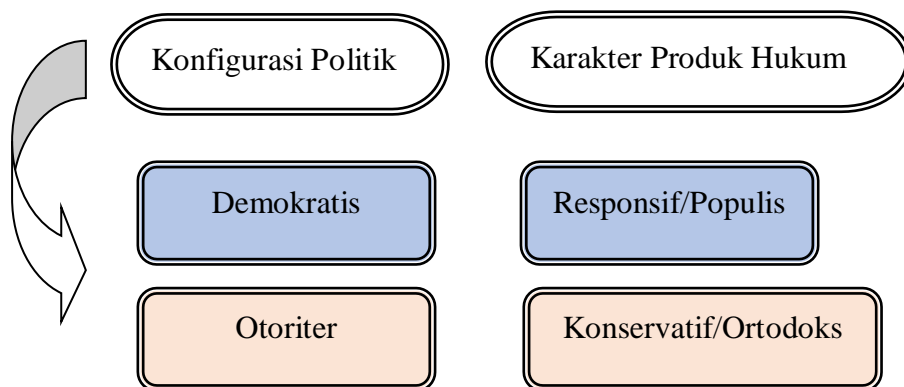 Konfigurasi Politik
Karakter Produk Hukum
Demokratis
Responsif/Populis
Otoriter
Konservatif/Ortodoks